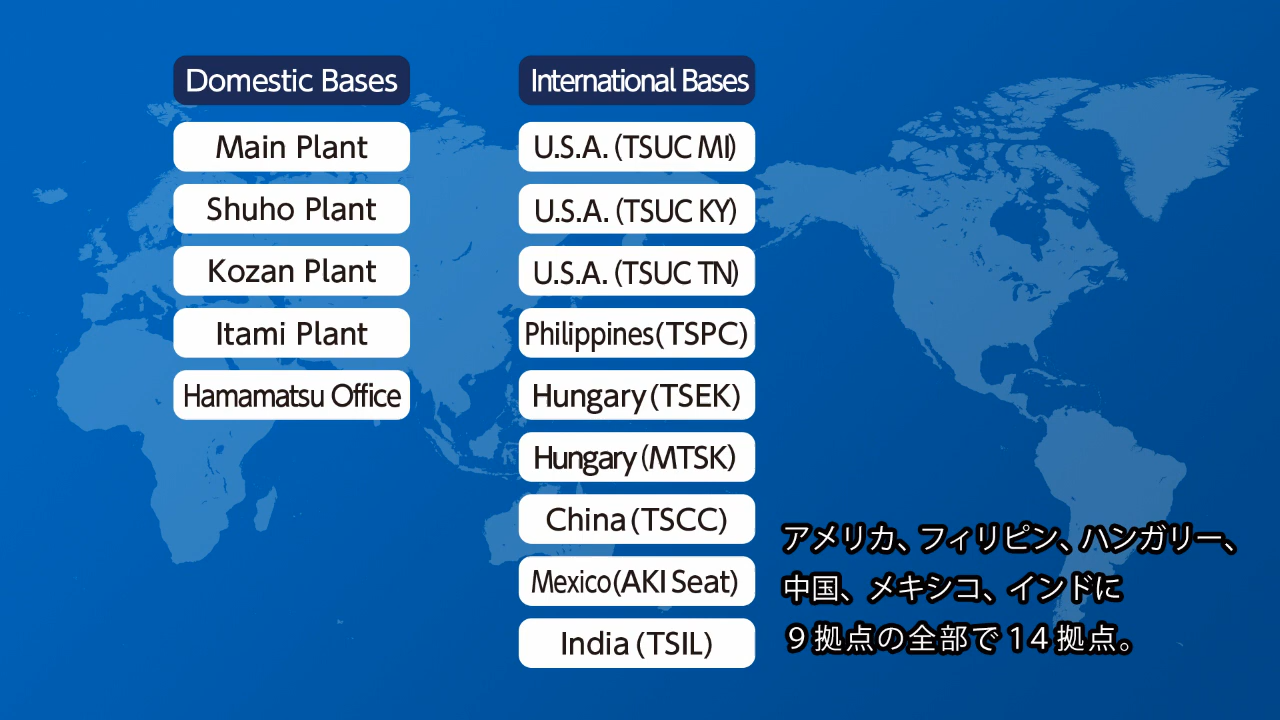 Domestic Bases
Main Plant
Shuho Plant
Kozan Plant
Itami Plant
Hamamatsu Office
International Bases
U.S.A. (TSUC MI)
U.S.A. (TSUC KY)
U.S.A. (TSUC TN)
Philippines (TSPC)
Hungary (TSEK)
Hungary (MTSK)
China (TSCC)
Mexico (AKI Seat)
India (TSIL)
アメリカ、フィリピン、ハンガリー、
中国、メキシコ、インドに
９拠点の全部で１４拠点。